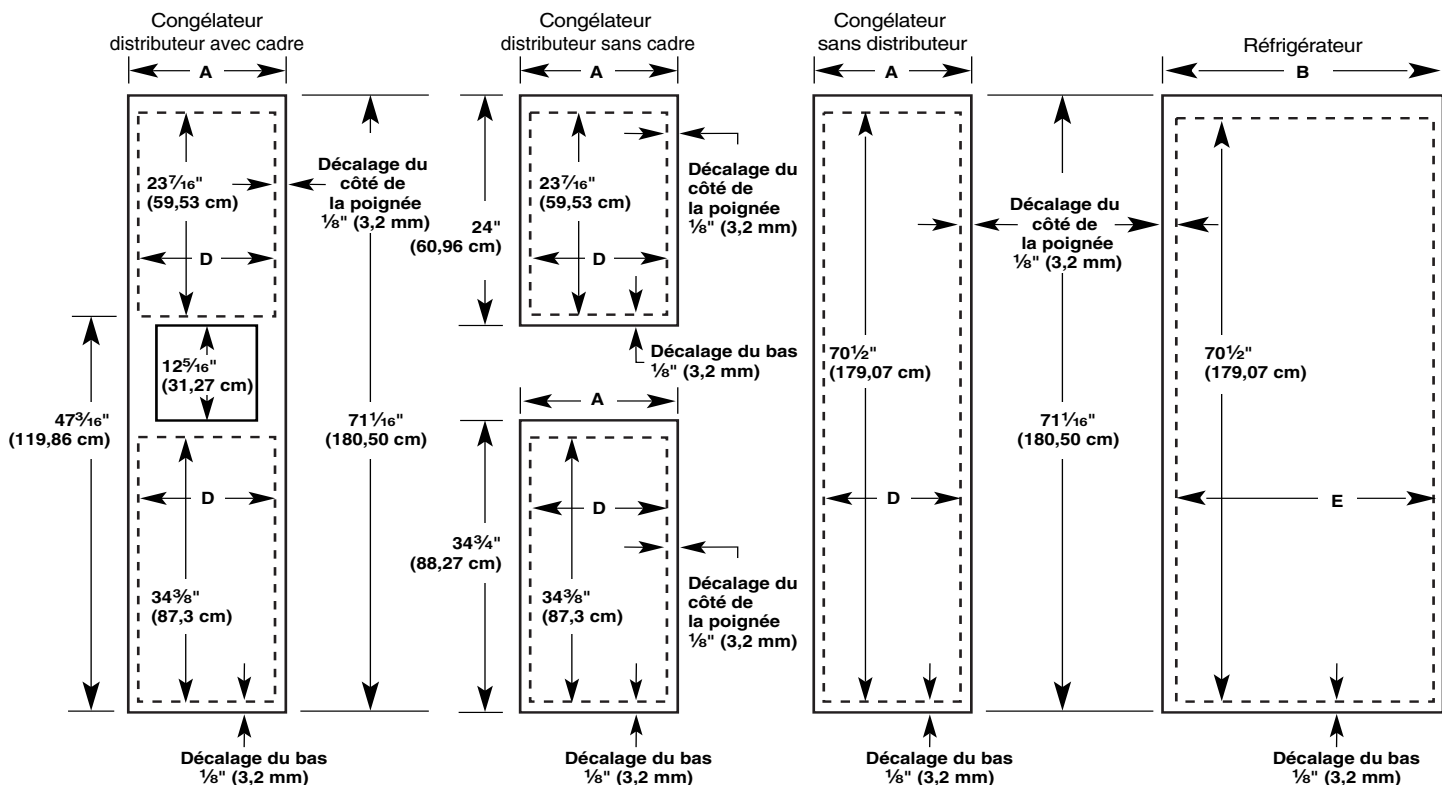 Congélateur
distributeur avec cadre
A
23⁷⁄₁₆"
(59,53 cm)
D
12⁵⁄₁₆"
(31,27 cm)
47³⁄₁₆"
(119,86 cm)
D
34³⁄₈"
(87,3 cm)
Décalage du bas
¹⁄₈" (3,2 mm)
Décalage du
côté de
la poignée
¹⁄₈" (3,2 mm)
71¹⁄₁₆"
(180,50 cm)
Congélateur
distributeur sans cadre
A
23⁷⁄₁₆"
(59,53 cm)
24"
(60,96 cm)
D
Décalage du
côté de
la poignée
¹⁄₈" (3,2 mm)
Décalage du bas
¹⁄₈" (3,2 mm)
A
D
34³⁄₄"
(88,27 cm)
34³⁄₈"
(87,3 cm)
Décalage du
côté de
la poignée
¹⁄₈" (3,2 mm)
Décalage du bas
¹⁄₈" (3,2 mm)
Congélateur
sans distributeur
A
70¹⁄₂"
(179,07 cm)
D
Décalage du bas
¹⁄₈" (3,2 mm)
Décalage du
côté de
la poignée
¹⁄₈" (3,2 mm)
71¹⁄₁₆"
(180,50 cm)
Réfrigérateur
B
70¹⁄₂"
(179,07 cm)
E
Décalage du bas
¹⁄₈" (3,2 mm)